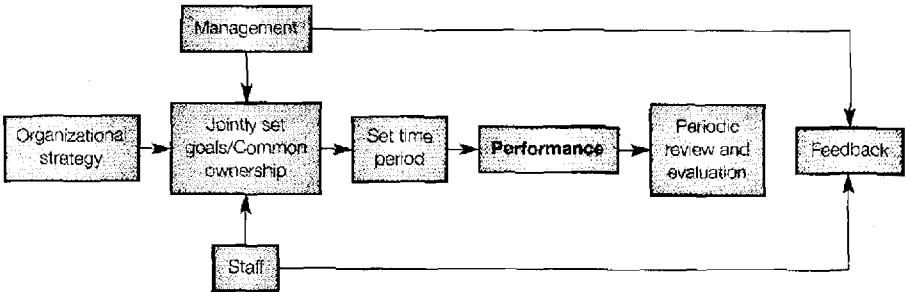 Management
Organizational
strategy
Jointly set
goals/Common
ownership
Set time
period
Performance
Periodic
review and
evaluation
Feedback
Staff